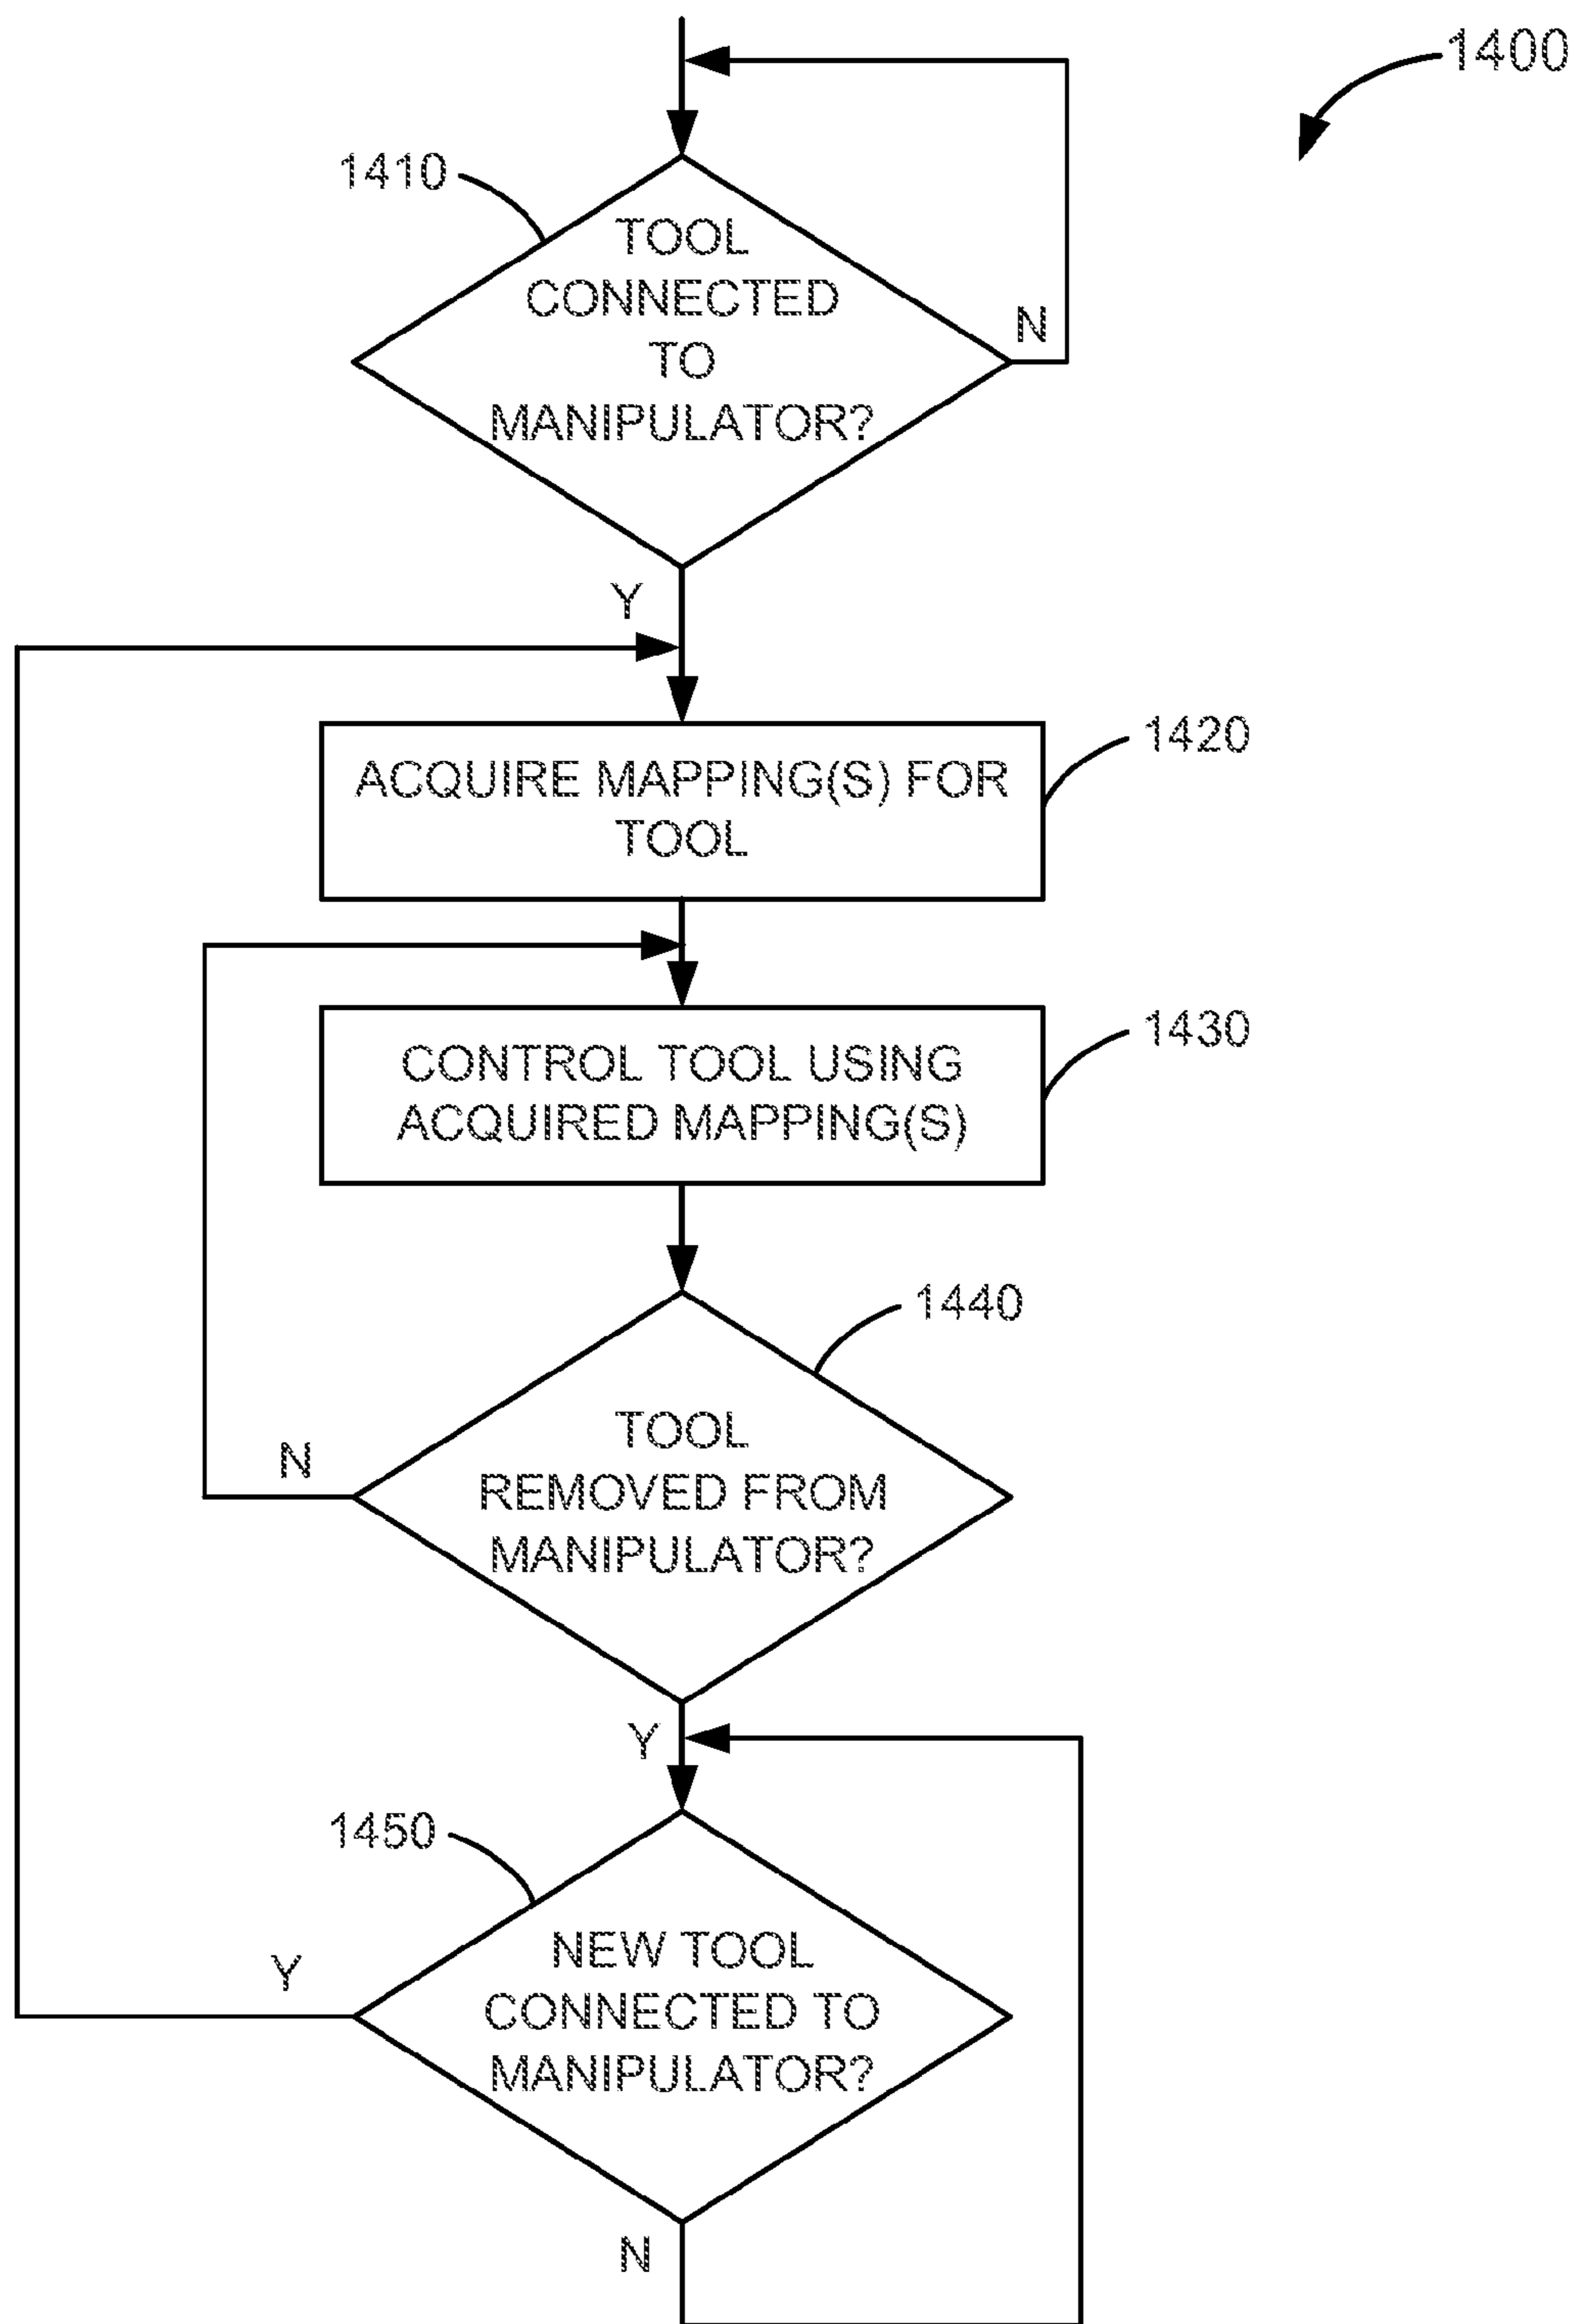 1400
1410
TOOL
CONNECTED
TO
MANIPULATOR?
N
Y
1420
ACQUIRE MAPPING(S) FOR
TOOL
1430
CONTROL TOOL USING
ACQUIRED MAPPING(S)
1440
TOOL
REMOVED FROM
MANIPULATOR?
N
Y
1450
NEW TOOL
CONNECTED TO
MANIPULATOR?
Y
N